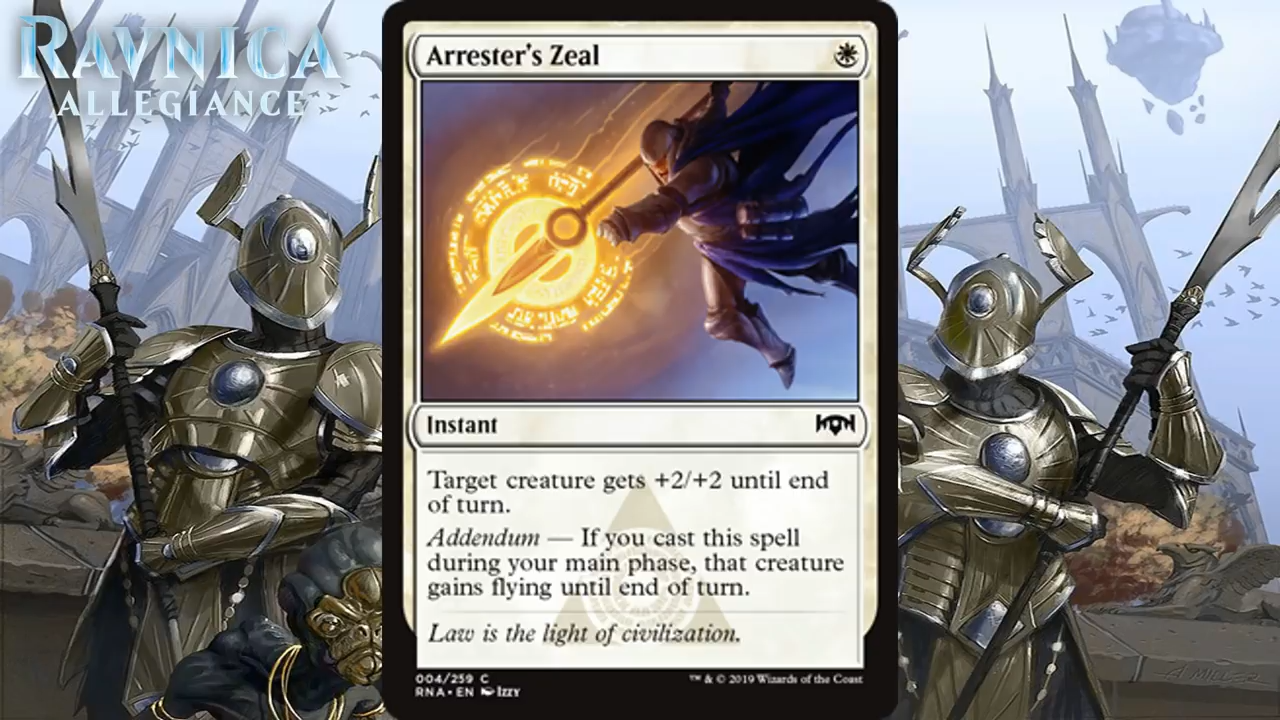 RAVNICA
ALLEGIANCE
Arrester's Zeal
Instant
Target creature gets +2/+2 until end
of turn.
Addendum — If you cast this spell
during your main phase, that creature
gains flying until end of turn.
Law is the light of civilization.
004/259 C
RNA • EN Izzy
™ & © 2019 Wizards of the Coast
A. MILLER